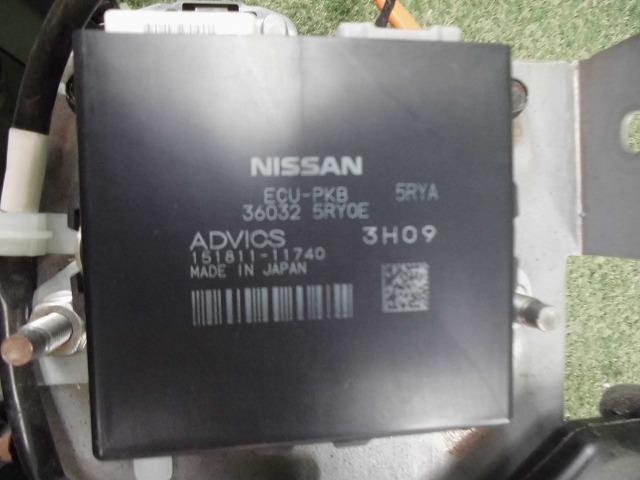 NISSAN
ECU-PKB 5RYA
36032 5RY0E
ADVICS 3H09
151811-11740
MADE IN JAPAN